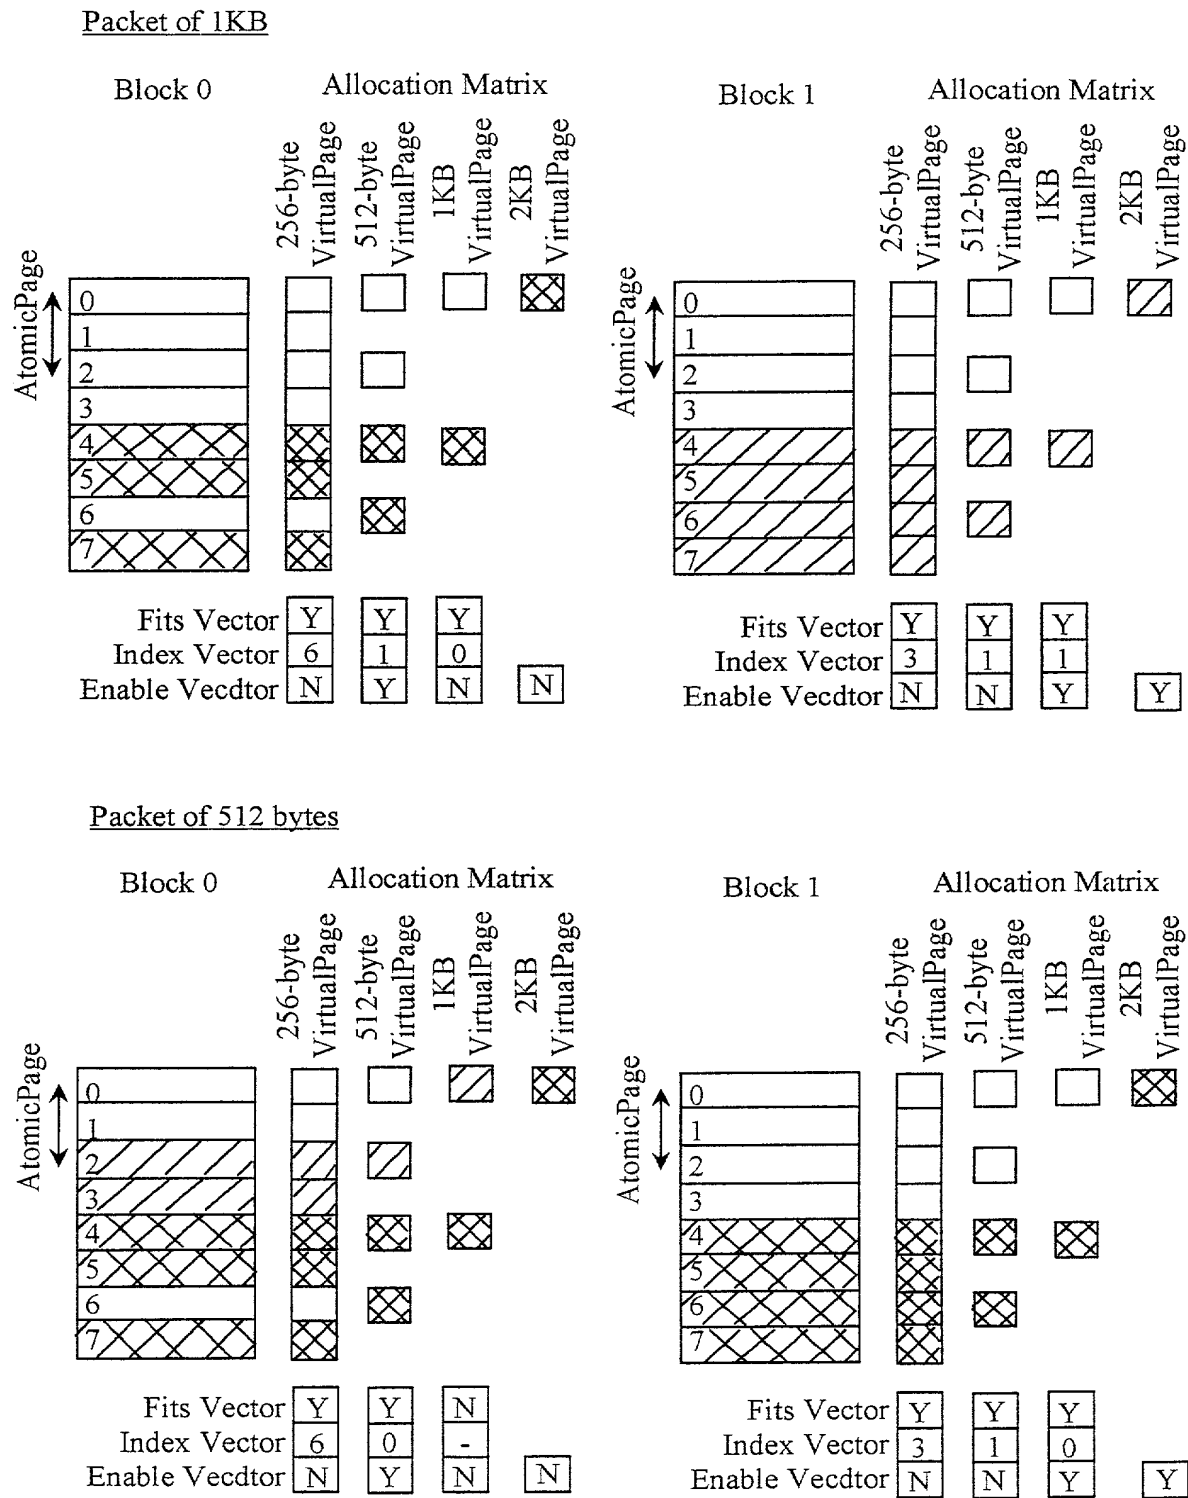 Packet of 1KB
Block 0
Allocation Matrix
256-byte VirtualPage
512-byte VirtualPage
1KB VirtualPage
2KB VirtualPage
AtomicPage
0
1
2
3
4
5
6
7
Fits Vector Y Y Y
Index Vector 6 1 0
Enable Vecdtor N Y N N
Block 1
Allocation Matrix
256-byte VirtualPage
512-byte VirtualPage
1KB VirtualPage
2KB VirtualPage
AtomicPage
0
1
2
3
4
5
6
7
Fits Vector Y Y Y
Index Vector 3 1 1
Enable Vecdtor N N Y Y
Packet of 512 bytes
Block 0
Allocation Matrix
256-byte VirtualPage
512-byte VirtualPage
1KB VirtualPage
2KB VirtualPage
AtomicPage
0
1
2
3
4
5
6
7
Fits Vector Y Y N
Index Vector 6 0 -
Enable Vecdtor N Y N N
Block 1
Allocation Matrix
256-byte VirtualPage
512-byte VirtualPage
1KB VirtualPage
2KB VirtualPage
AtomicPage
0
1
2
3
4
5
6
7
Fits Vector Y Y Y
Index Vector 3 1 0
Enable Vecdtor N N Y Y